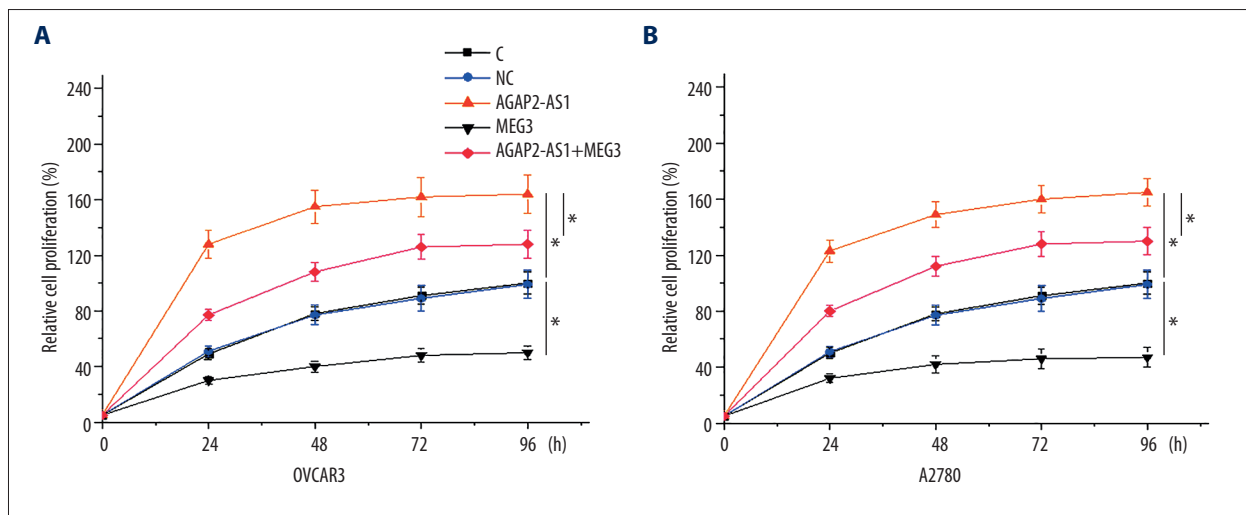 A
C
NC
AGAP2-AS1
MEG3
AGAP2-AS1+MEG3
Relative cell proliferation (%)
240
200
160
120
80
40
0
*
*
*
0 24 48 72 96 (h)
OVCAR3
B
Relative cell proliferation (%)
240
200
160
120
80
40
0
*
*
*
0 24 48 72 96 (h)
A2780